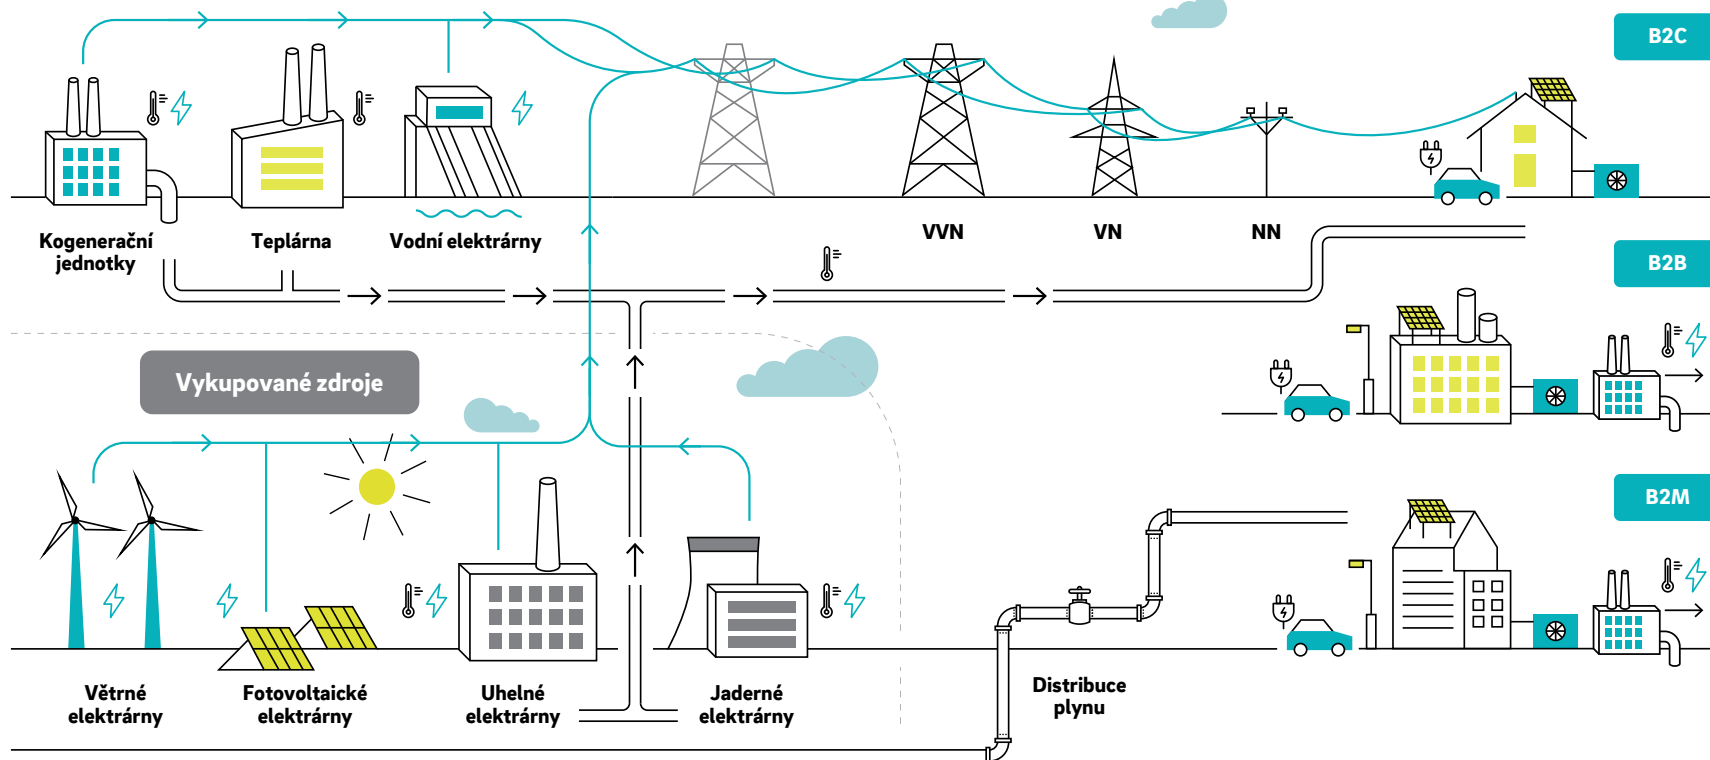 B2C
Kogenerační
jednotky
Teplárna
Vodní elektrárny
VVN
VN
NN
B2B
Vykupované zdroje
B2M
Větrné
elektrárny
Fotovoltaické
elektrárny
Uhelné
elektrárny
Jaderné
elektrárny
Distribuce
plynu